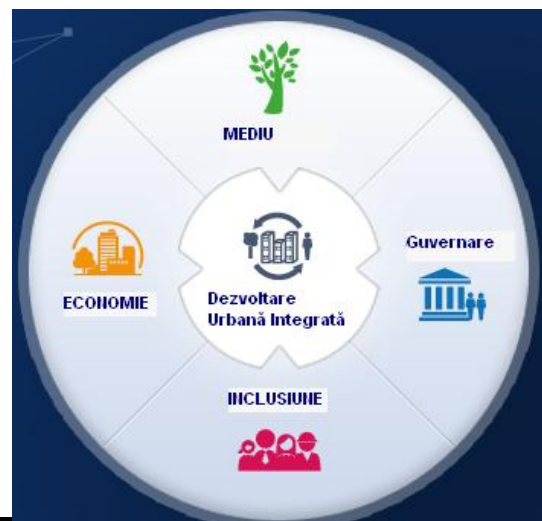 MEDIU
Guvernare
ECONOMIE
Dezvoltare
Urbană Integrată
INCLUSIUNE